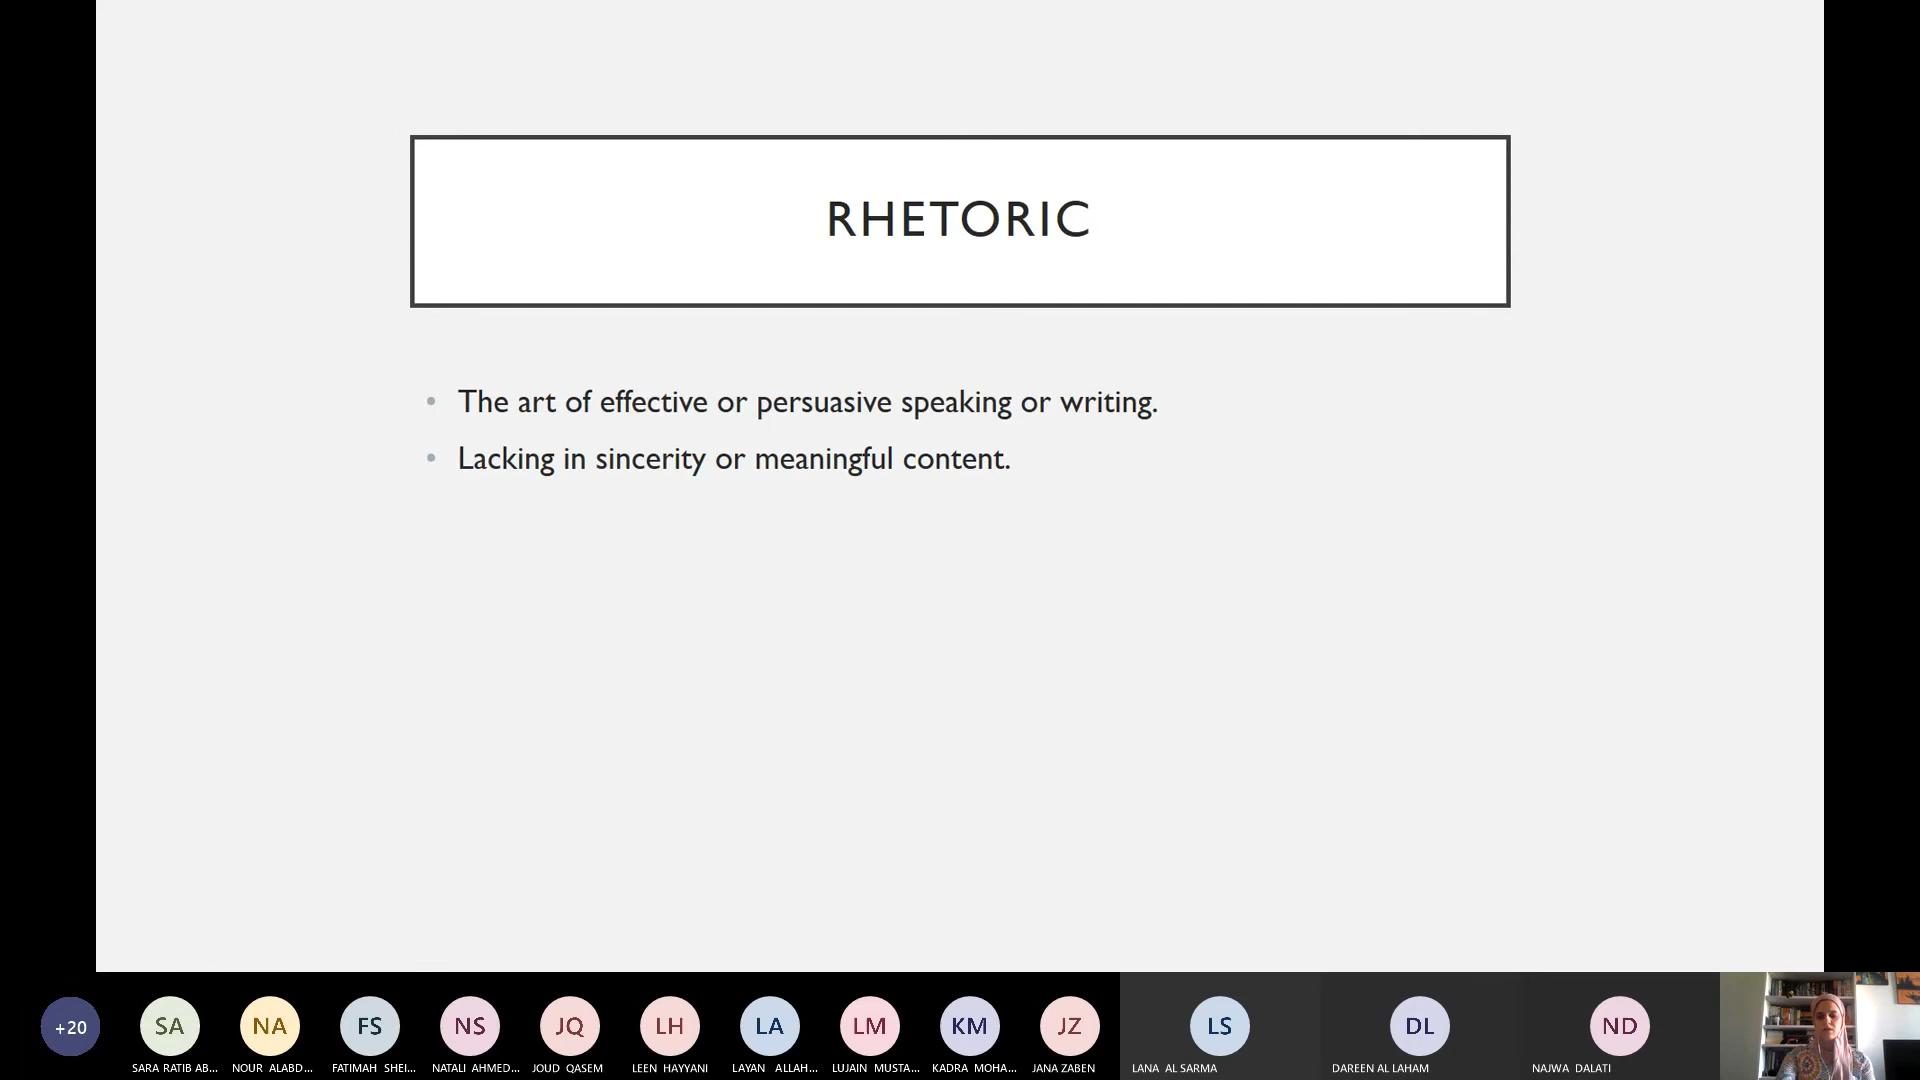 RHETORIC
• The art of effective or persuasive speaking or writing.
• Lacking in sincerity or meaningful content.
+20
SA
NA
FS
NS
JQ
LH
LA
LM
KM
JZ
LS
DL
ND
SARA RATIB AB...
NOUR ALABD...
FATIMAH SHEI...
NATALI AHMED...
JOUD QASEM
LEEN HAYYANI
LAYAN ALLAH...
LUJAIN MUSTA...
KADRA MOHA...
JANA ZABEN
LANA AL SARMA
DAREEN AL LAHAM
NAJWA DALATI